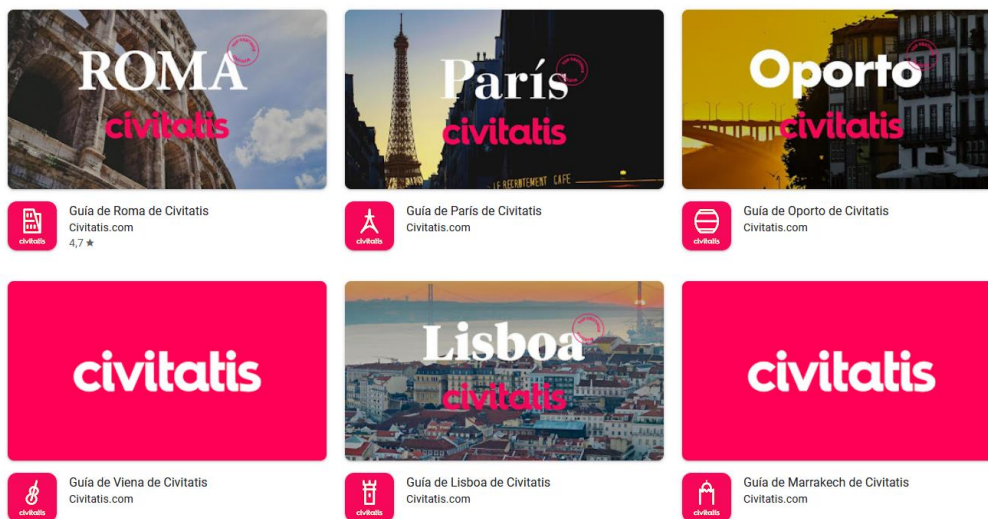 ROMA
civitatis
París
civitatis
LE RECRUTEMENT CAFE
Oporto
civitatis
civitatis
Guía de Roma de Civitatis
Civitatis.com
4,7 ★
civitatis
Guía de París de Civitatis
Civitatis.com
civitatis
Guía de Oporto de Civitatis
Civitatis.com
civitatis
Lisboa
civitatis
civitatis
civitatis
Guía de Viena de Civitatis
Civitatis.com
civitatis
Guía de Lisboa de Civitatis
Civitatis.com
civitatis
Guía de Marrakech de Civitatis
Civitatis.com